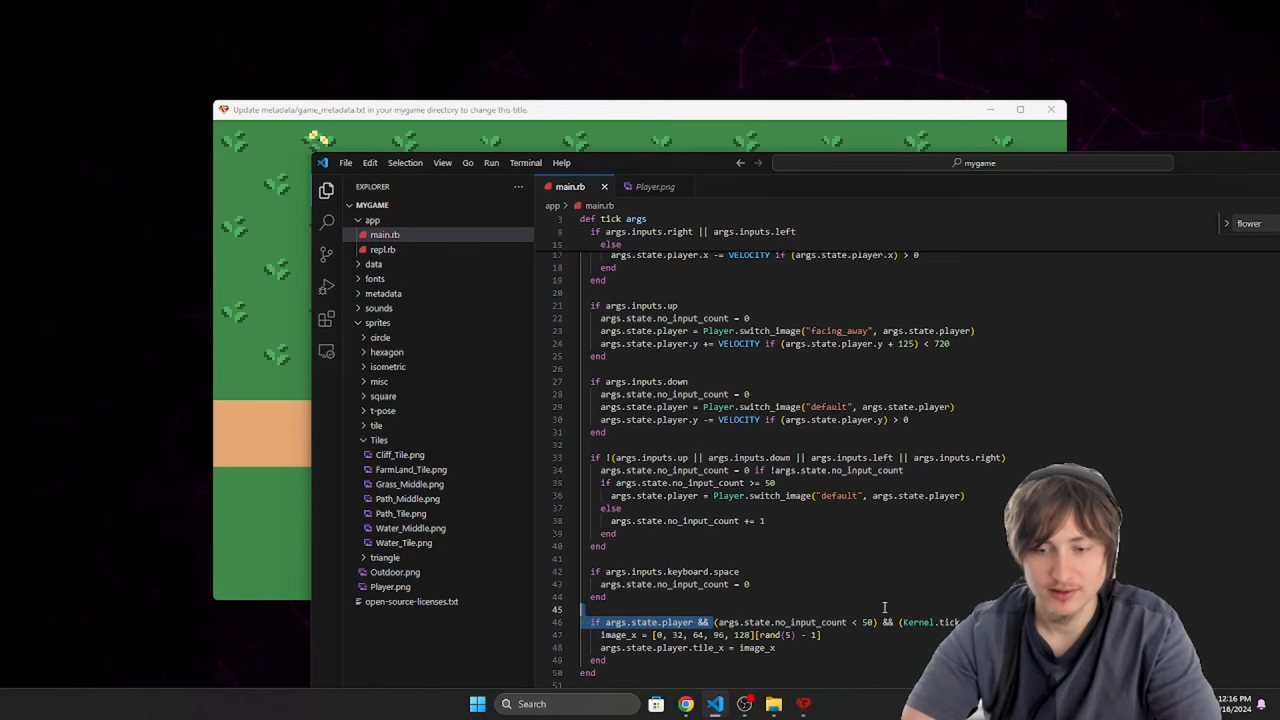 Update metadata/game_metadata.txt in your mygame directory to change this title.
File Edit Selection View Go Run Terminal Help
mygame
EXPLORER
main.rb
Player.png
MYGAME
app > main.rb
flower
app
main.rb
repl.rb
data
fonts
metadata
sounds
sprites
circle
hexagon
isometric
misc
square
t-pose
tile
Tiles
Cliff_Tile.png
FarmLand_Tile.png
Grass_Middle.png
Path_Middle.png
Path_Tile.png
Water_Middle.png
Water_Tile.png
triangle
Outdoor.png
Player.png
open-source-licenses.txt
3 def tick args
9 if args.inputs.right || args.inputs.left
15 else
17 args.state.player.x -= VELOCITY if (args.state.player.x) > 0
18 end
19 end
20
21 if args.inputs.up
22 args.state.no_input_count = 0
23 args.state.player = Player.switch_image("facing_away", args.state.player)
24 args.state.player.y += VELOCITY if (args.state.player.y + 125) < 720
25 end
26
27 if args.inputs.down
28 args.state.no_input_count = 0
29 args.state.player = Player.switch_image("default", args.state.player)
30 args.state.player.y -= VELOCITY if (args.state.player.y) > 0
31 end
32
33 if !(args.inputs.up || args.inputs.down || args.inputs.left || args.inputs.right)
34 args.state.no_input_count = 0 if !args.state.no_input_count
35 if args.state.no_input_count >= 50
36 args.state.player = Player.switch_image("default", args.state.player)
37 else
38 args.state.no_input_count += 1
39 end
40 end
41
42 if args.inputs.keyboard.space
43 args.state.no_input_count = 0
44 end
45
46 if args.state.player && (args.state.no_input_count < 50) && (Kernel.tick
47 image_x = [0, 32, 64, 96, 128][rand(5) - 1]
48 args.state.player.tile_x = image_x
49 end
50 end
51
Search
12:16 PM
/18/2024